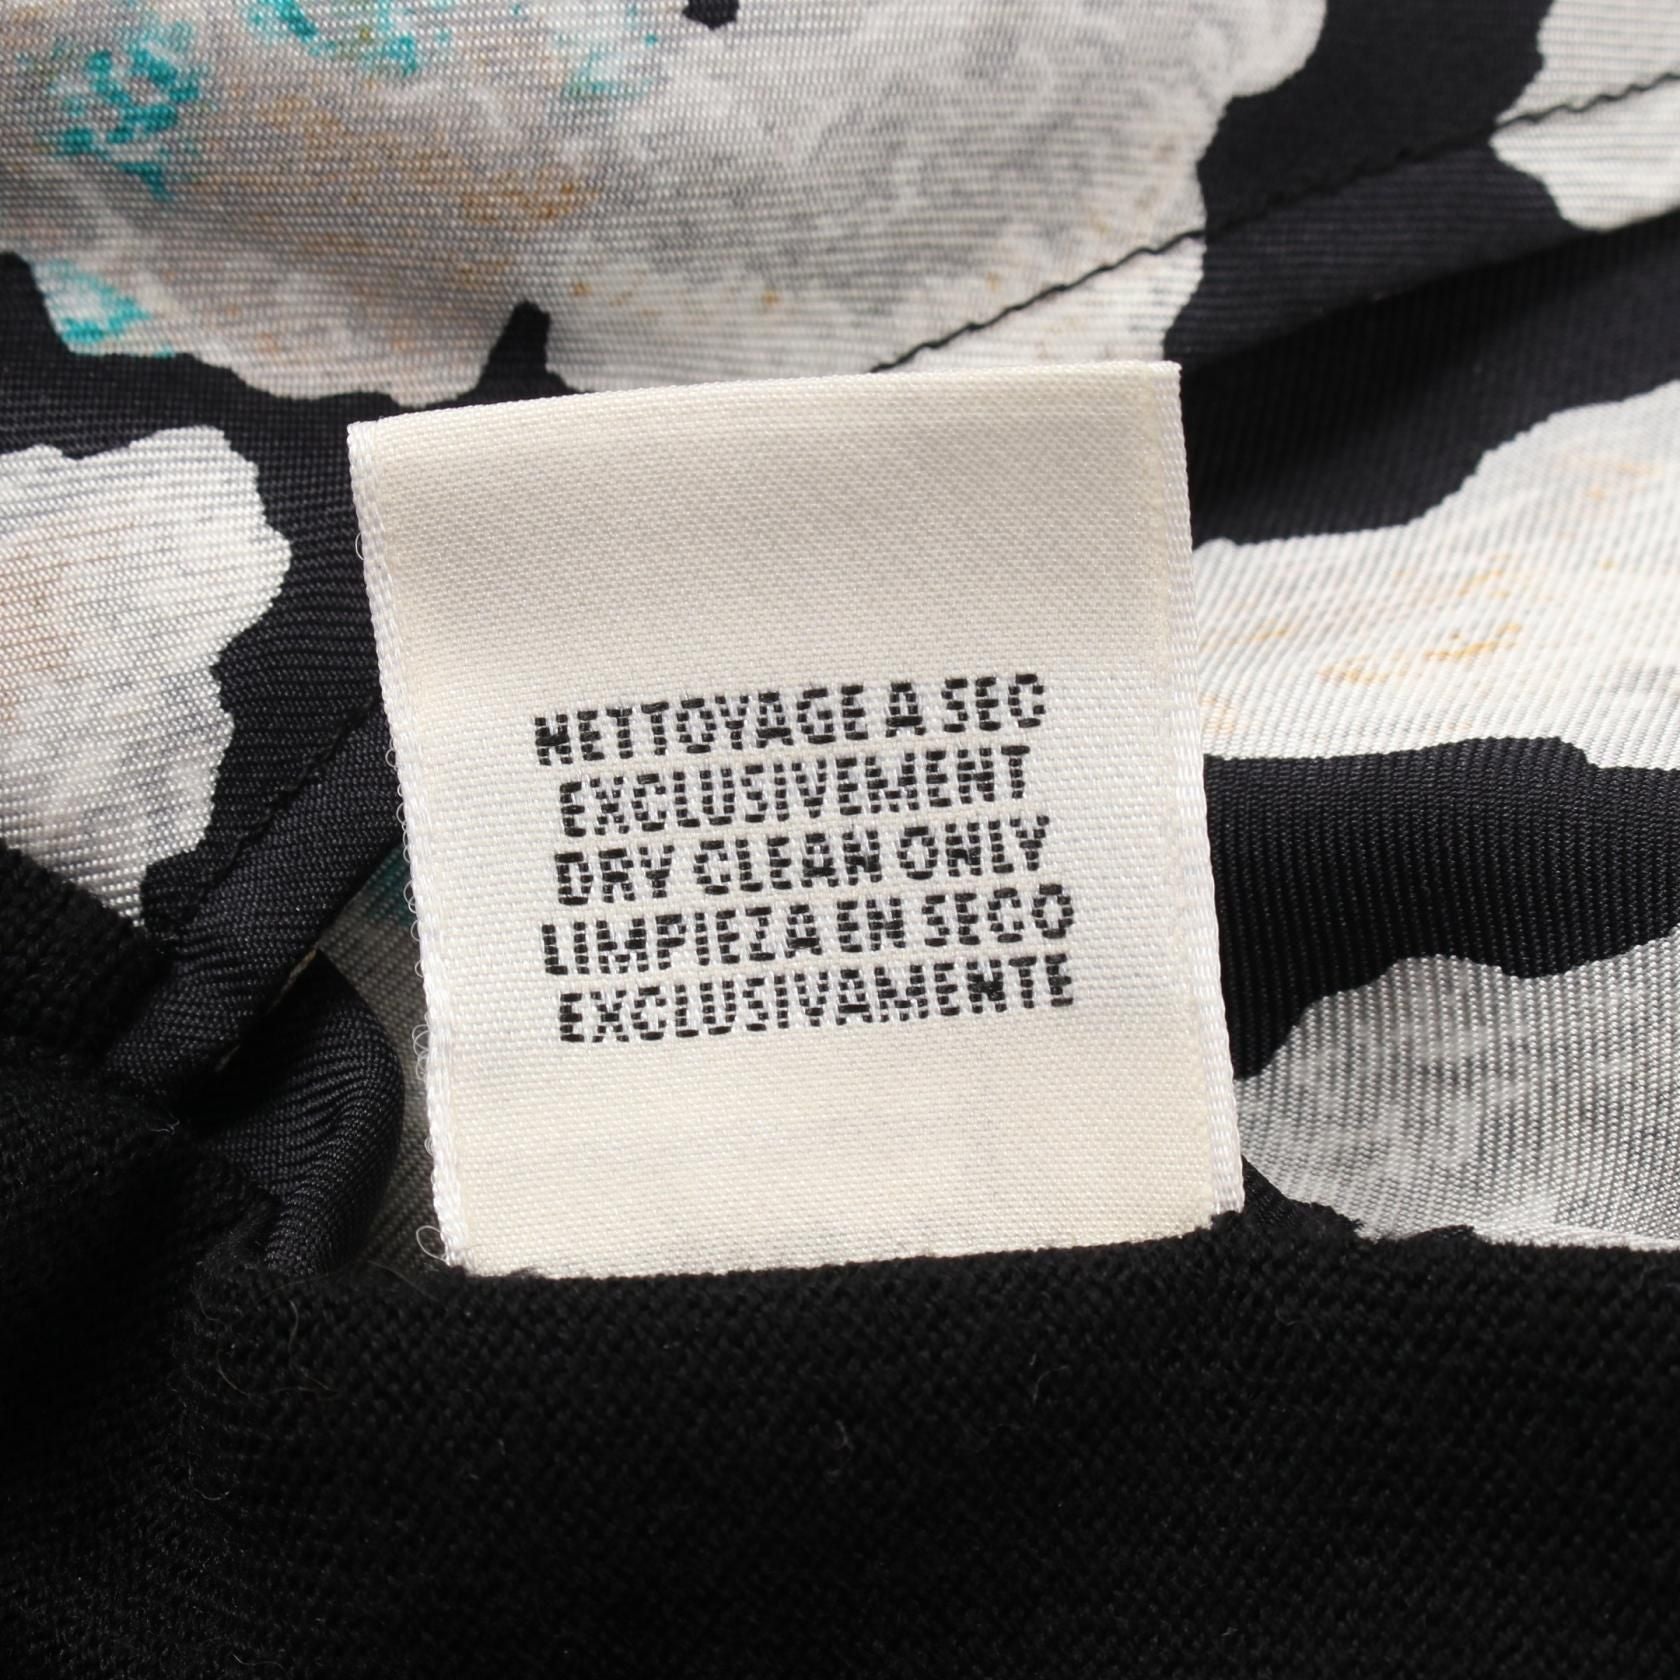 NETTOYAGE A SEC
EXCLUSIVEMENT
DRY CLEAN ONLY
LIMPIEZA EN SECO
EXCLUSIVAMENTE